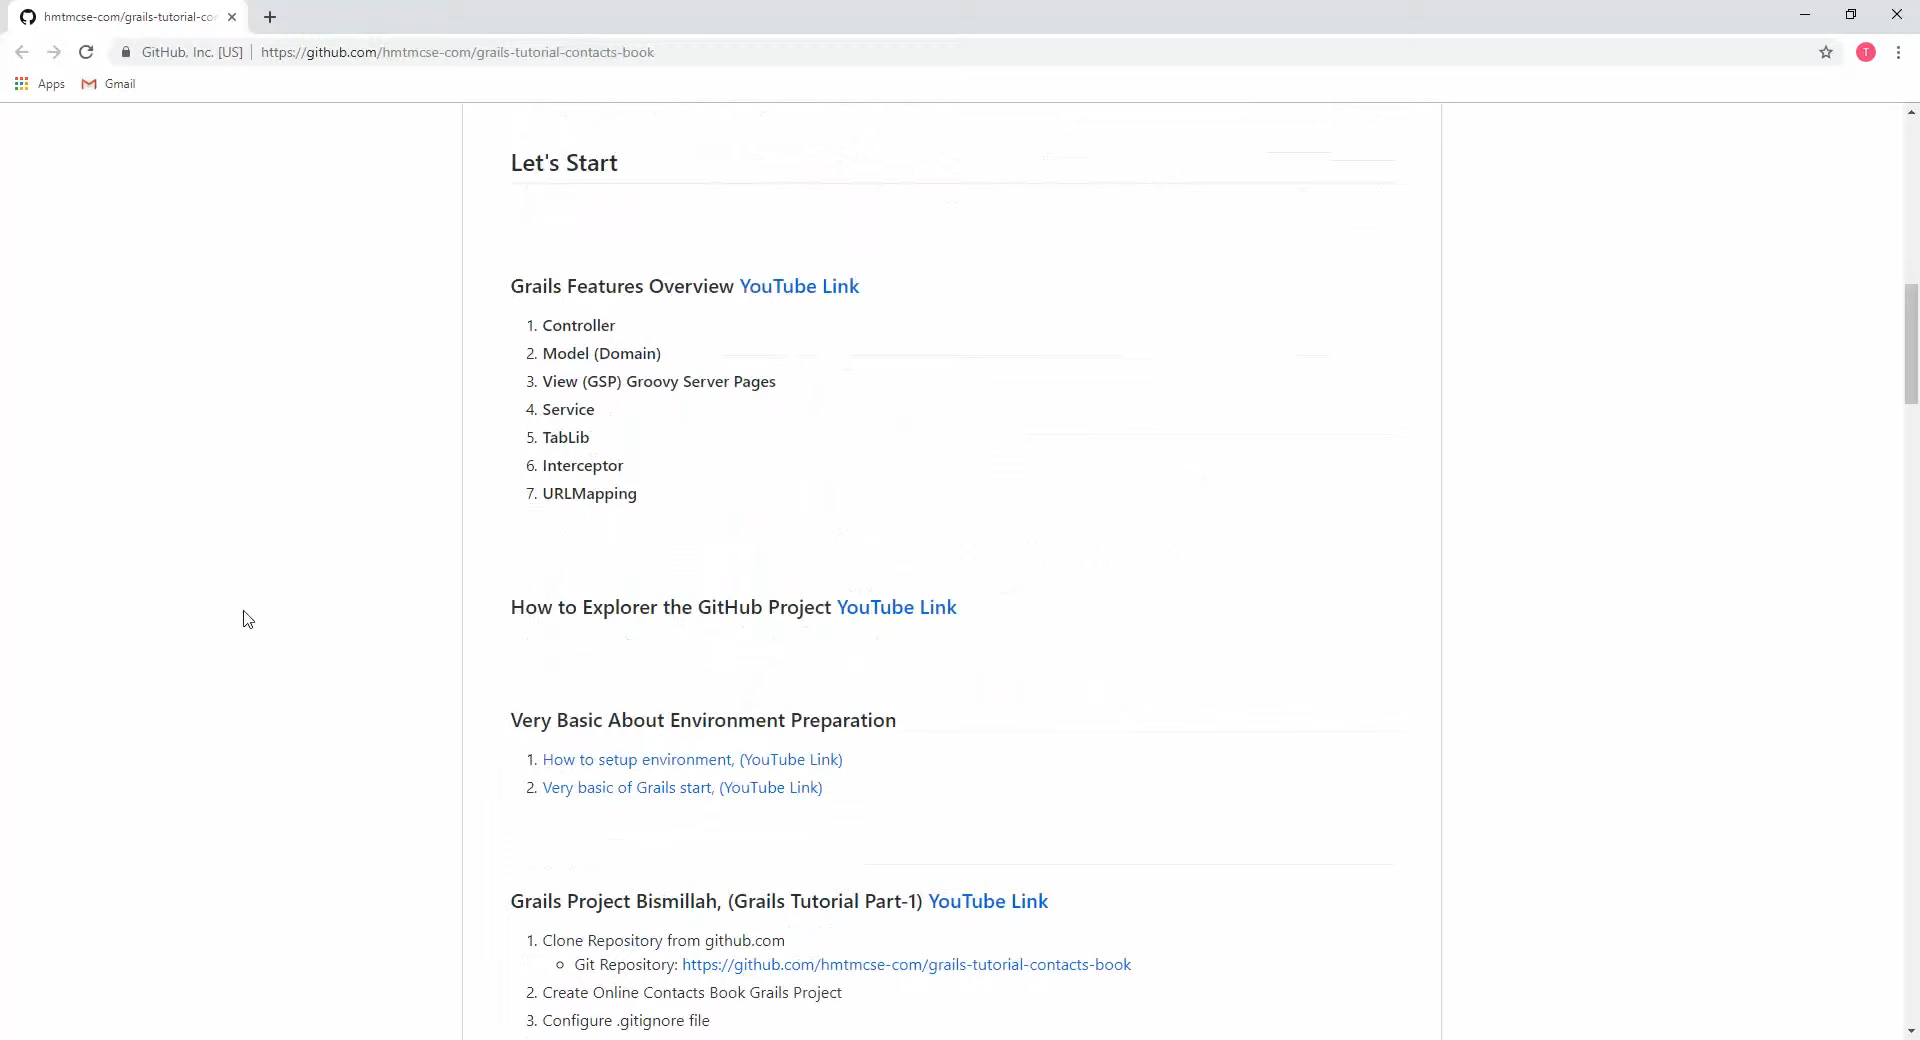 hmtmcse-com/grails-tutorial-co
GitHub, Inc. [US] | https://github.com/hmtmcse-com/grails-tutorial-contacts-book
T
Apps Gmail
Let's Start
Grails Features Overview YouTube Link
1. Controller
2. Model (Domain)
3. View (GSP) Groovy Server Pages
4. Service
5. TabLib
6. Interceptor
7. URLMapping
How to Explorer the GitHub Project YouTube Link
Very Basic About Environment Preparation
1. How to setup environment, (YouTube Link)
2. Very basic of Grails start, (YouTube Link)
Grails Project Bismillah, (Grails Tutorial Part-1) YouTube Link
1. Clone Repository from github.com
Git Repository: https://github.com/hmtmcse-com/grails-tutorial-contacts-book
2. Create Online Contacts Book Grails Project
3. Configure .gitignore file